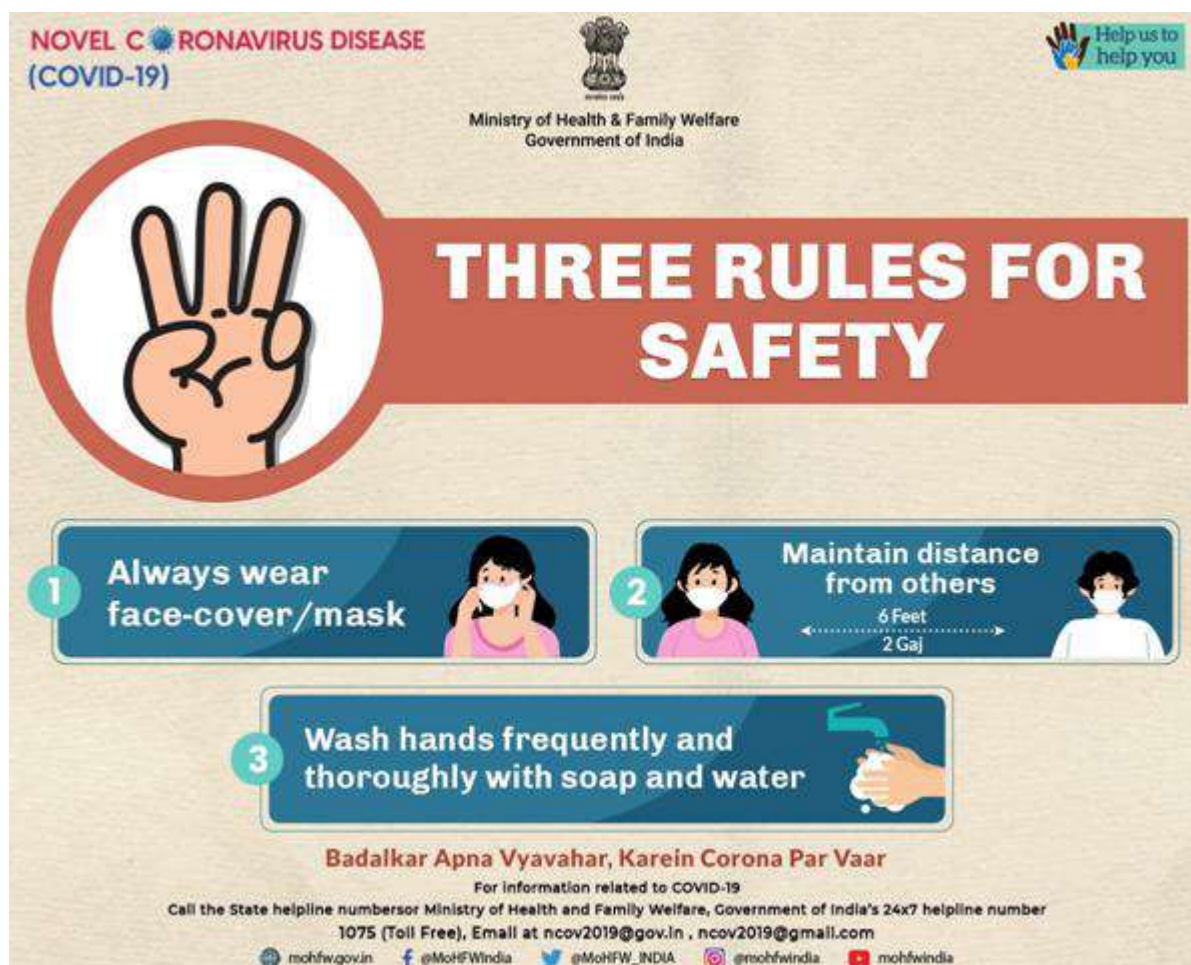 NOVEL CORONAVIRUS DISEASE
(COVID-19)
Ministry of Health & Family Welfare
Government of India
Help us to
help you
THREE RULES FOR
SAFETY
1
Always wear
face-cover/mask
2
Maintain distance
from others
6 Feet
2 Gaj
3
Wash hands frequently and
thoroughly with soap and water
Badalkar Apna Vyavahar, Karein Corona Par Vaar
For information related to COVID-19
Call the State helpline numbersor Ministry of Health and Family Welfare, Government of India's 24x7 helpline number
1075 (Toll Free), Email at ncov2019@gov.in , ncov2019@gmail.com
mohfw.gov.in @MoHFWIndia @MoHFW_INDIA @mohfwindia mohfwindia